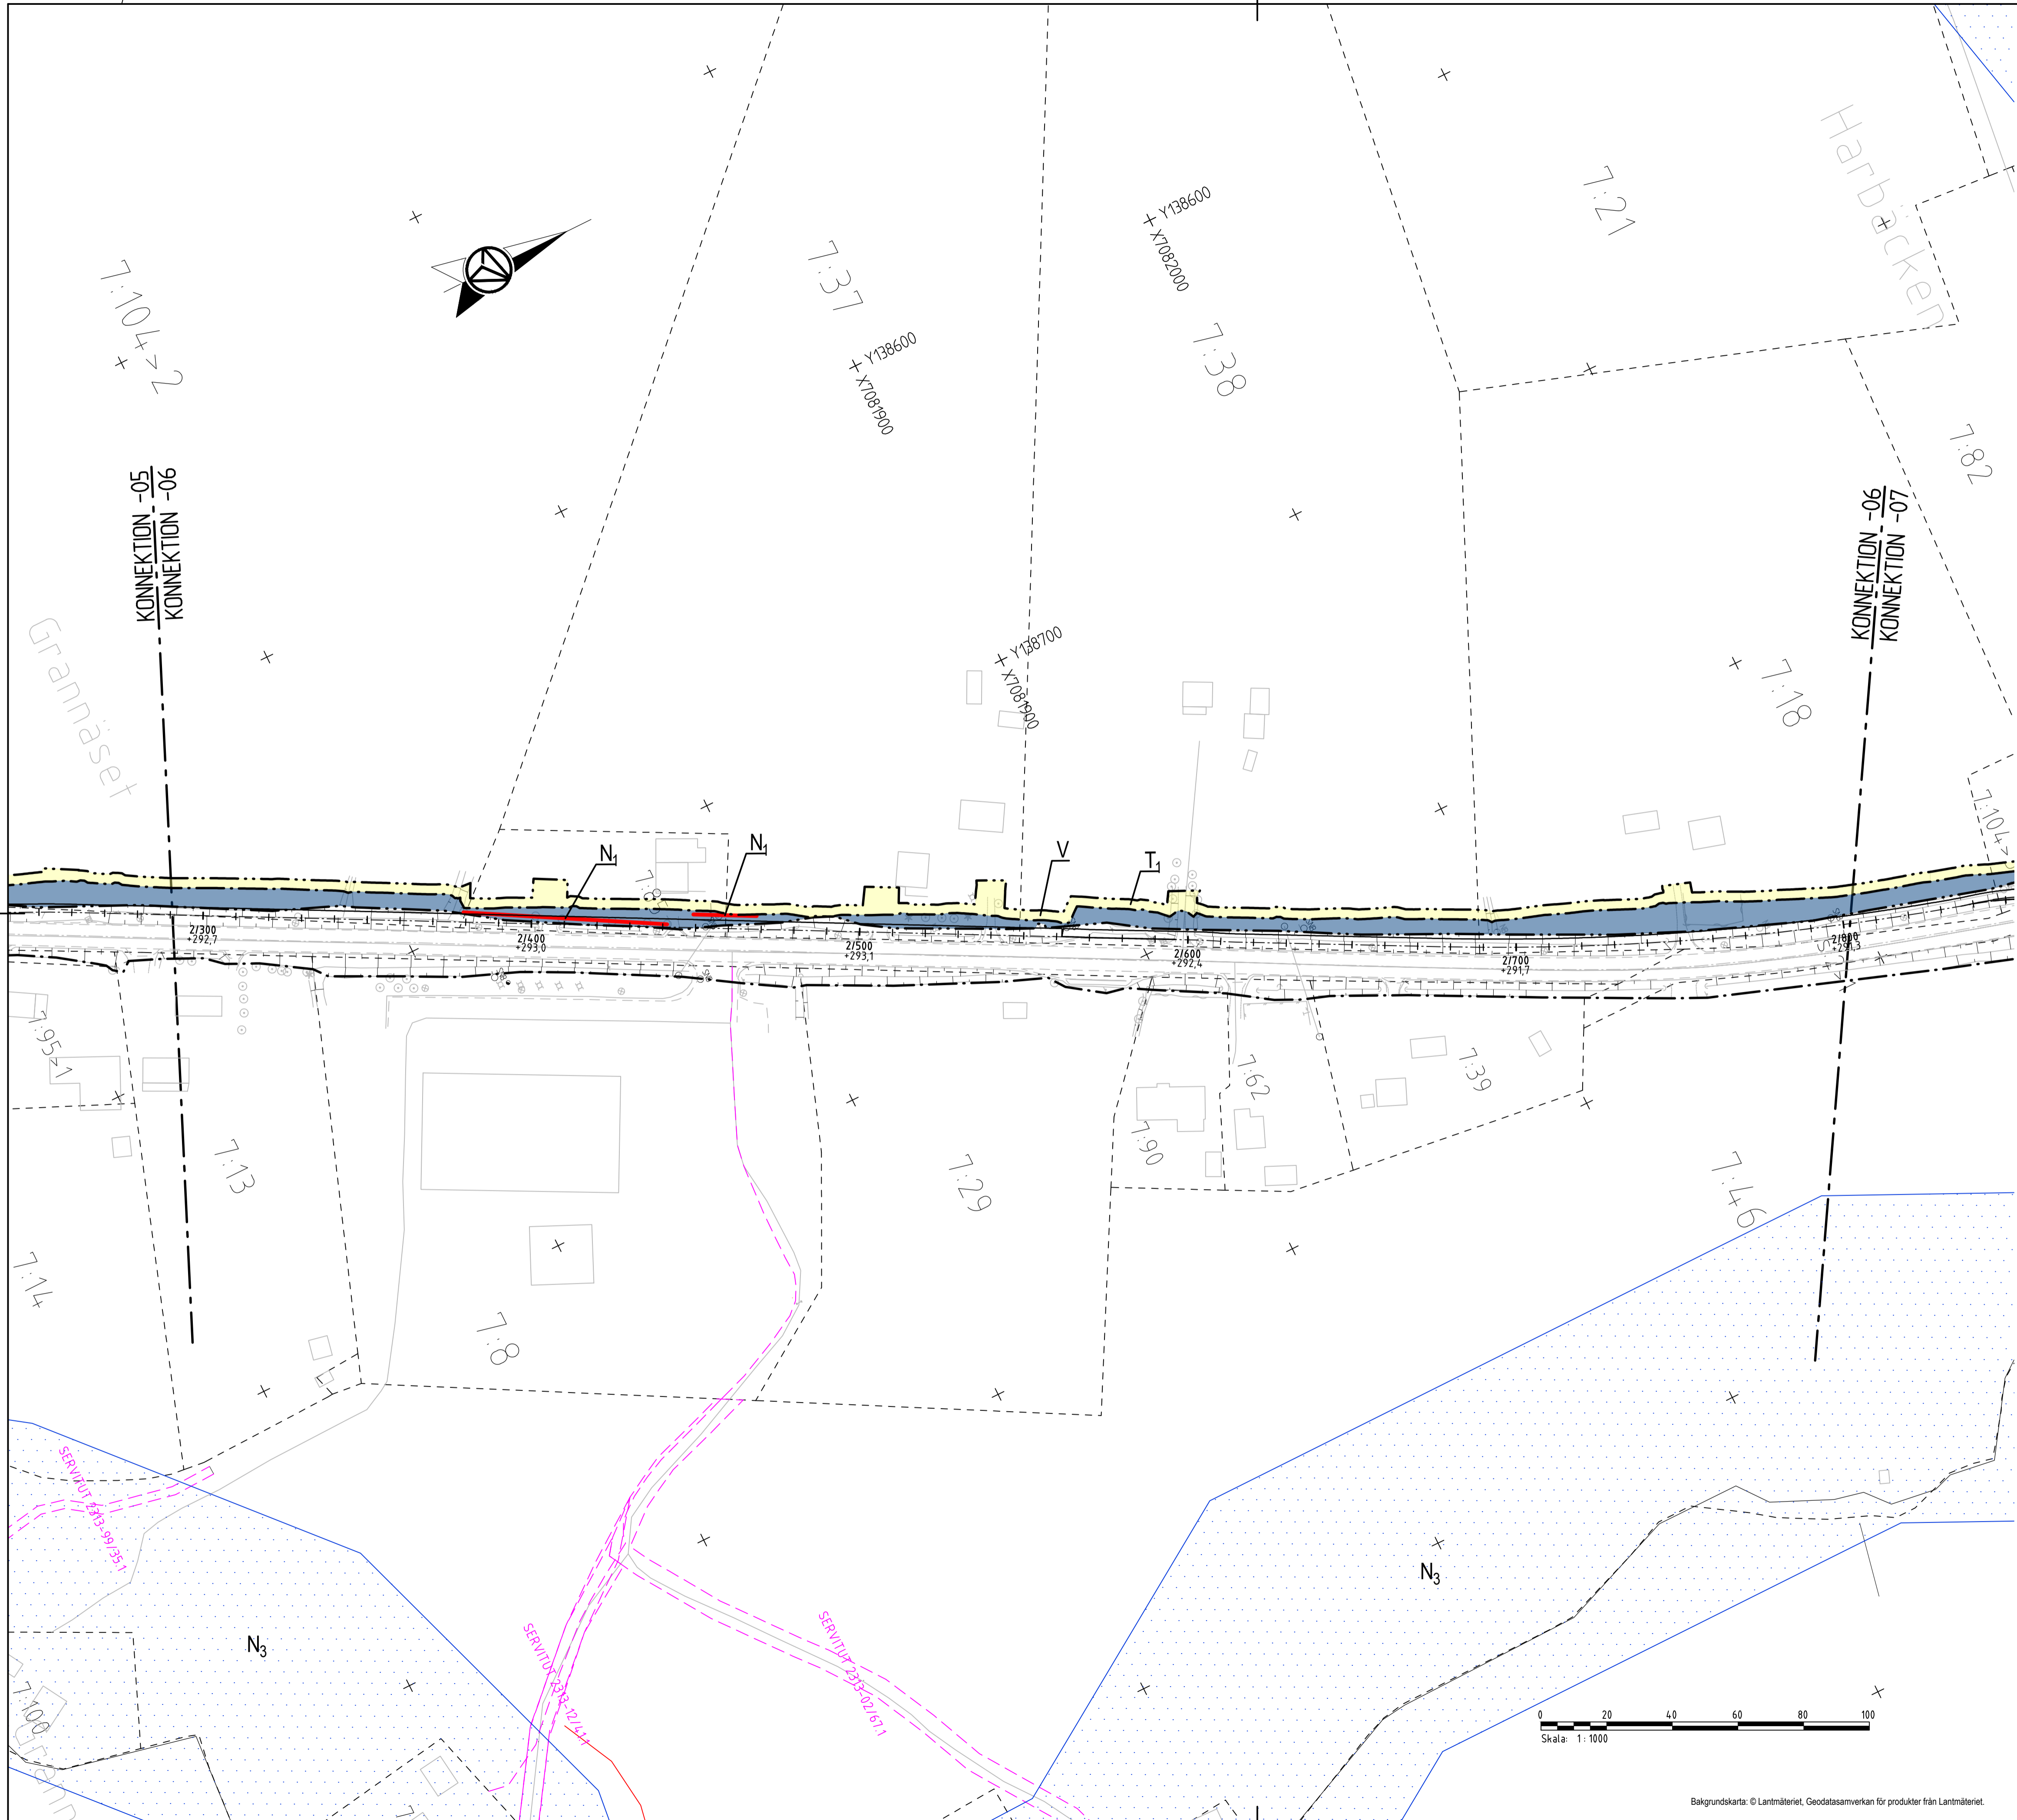 Harbäcken
7:21
Y138600
X7082000
7:37
7:104>2
Y138600
X7081900
7:38
7:82
KONNEKTION -05
KONNEKTION -06
KONNEKTION -06
KONNEKTION -07
Grannäset
Y138700
X7081900
7:18
7:104>
N1
N1
V
T1
2/300
+292,7
2/400
+293,0
2/500
+293,1
2/600
+292,4
2/700
+291,7
2/800
+291,3
7:95>1
7:62
7:39
7:13
7:90
7:29
7:46
7:14
7:8
SERVITUT 2313-99/35.1
SERVITUT 2313-12/4.1
SERVITUT 2313-02/67.1
N3
N3
7:100
0 20 40 60 80 100
Skala: 1:1000
Bakgrundskarta: © Lantmäteriet, Geodatasamverkan för produkter från Lantmäteriet.